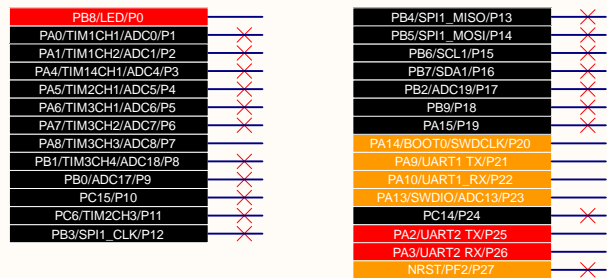 PB8/LED/P0
PA0/TIM1CH1/ADC0/P1
PA1/TIM1CH2/ADC1/P2
PA4/TIM14CH1/ADC4/P3
PA5/TIM2CH1/ADC5/P4
PA6/TIM3CH1/ADC6/P5
PA7/TIM3CH2/ADC7/P6
PA8/TIM3CH3/ADC8/P7
PB1/TIM3CH4/ADC18/P8
PB0/ADC17/P9
PC15/P10
PC6/TIM2CH3/P11
PB3/SPI1_CLK/P12
PB4/SPI1_MISO/P13
PB5/SPI1_MOSI/P14
PB6/SCL1/P15
PB7/SDA1/P16
PB2/ADC19/P17
PB9/P18
PA15/P19
PA14/BOOT0/SWDCLK/P20
PA9/UART1 TX/P21
PA10/UART1_RX/P22
PA13/SWDIO/ADC13/P23
PC14/P24
PA2/UART2 TX/P25
PA3/UART2 RX/P26
NRST/PF2/P27